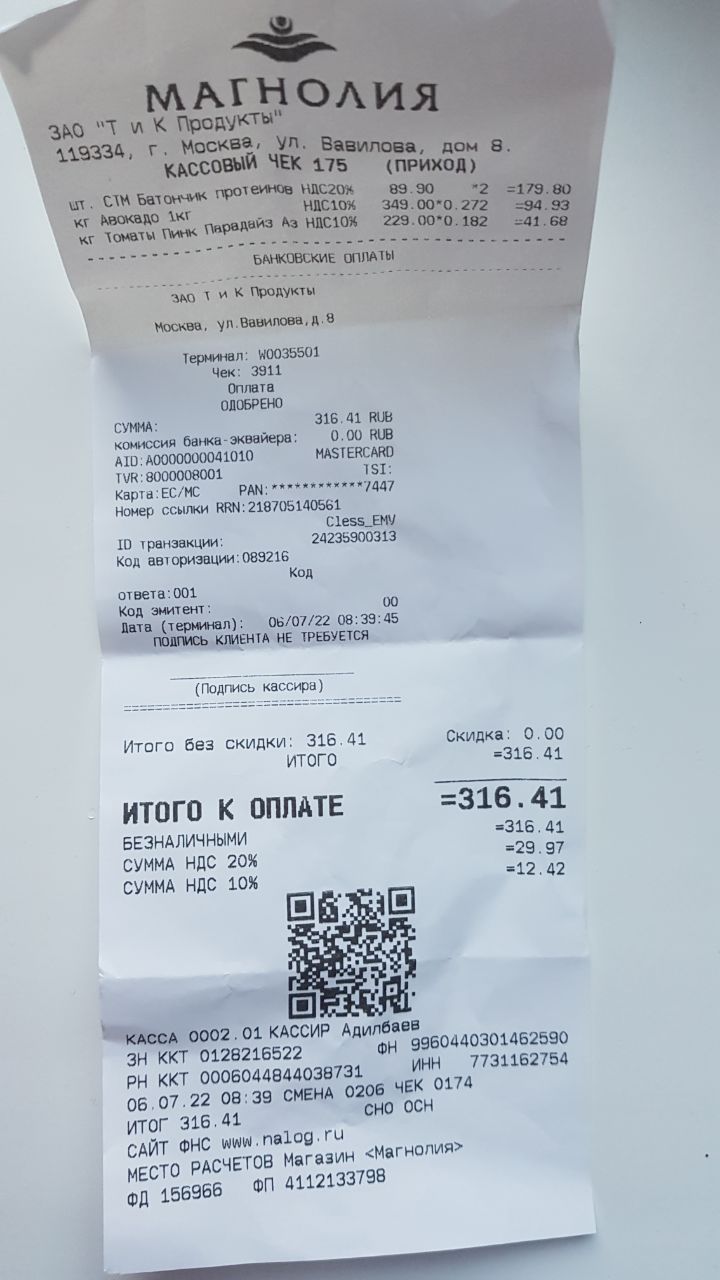 МАГНОЛИЯ
ЗАО "Т и К Продукты"
119334, г. Москва, ул. Вавилова, дом 8.
КАССОВЫЙ ЧЕК 175 (ПРИХОД)
шт. СТМ Батончик протеинов НДС20% 89.90 *2 =179.80
кг Авокадо 1кг НДС10% 349.00*0.272 =94.93
кг Томаты Пинк Парадайз Аз НДС10% 229.00*0.182 =41.68
БАНКОВСКИЕ ОПЛАТЫ
ЗАО Т и К Продукты
Москва, ул.Вавилова,д.8
Терминал: W0035501
Чек: 3911
Оплата
ОДОБРЕНО
СУММА: 316.41 RUB
комиссия банка-эквайера: 0.00 RUB
AID:A0000000041010 MASTERCARD
TVR:8000008001 TSI:
Карта:EC/MC PAN:************7447
Номер ссылки RRN:218705140561
Cless_EMV
ID транзакции: 24235900313
Код авторизации:089216
Код
ответа:001
Код эмитент: 00
Дата (терминал): 06/07/22 08:39:45
ПОДПИСЬ КЛИЕНТА НЕ ТРЕБУЕТСЯ
(Подпись кассира)
Итого без скидки: 316.41 Скидка: 0.00
ИТОГО =316.41
ИТОГО К ОПЛАТЕ =316.41
БЕЗНАЛИЧНЫМИ =316.41
СУММА НДС 20% =29.97
СУММА НДС 10% =12.42
КАССА 0002.01 КАССИР Адилбаев
ЗН ККТ 0128216522 ФН 9960440301462590
РН ККТ 0006044844038731 ИНН 7731162754
06.07.22 08:39 СМЕНА 0206 ЧЕК 0174
ИТОГ 316.41 СНО ОСН
САЙТ ФНС www.nalog.ru
МЕСТО РАСЧЕТОВ Магазин <Магнолия>
ФД 156966 ФП 4112133798